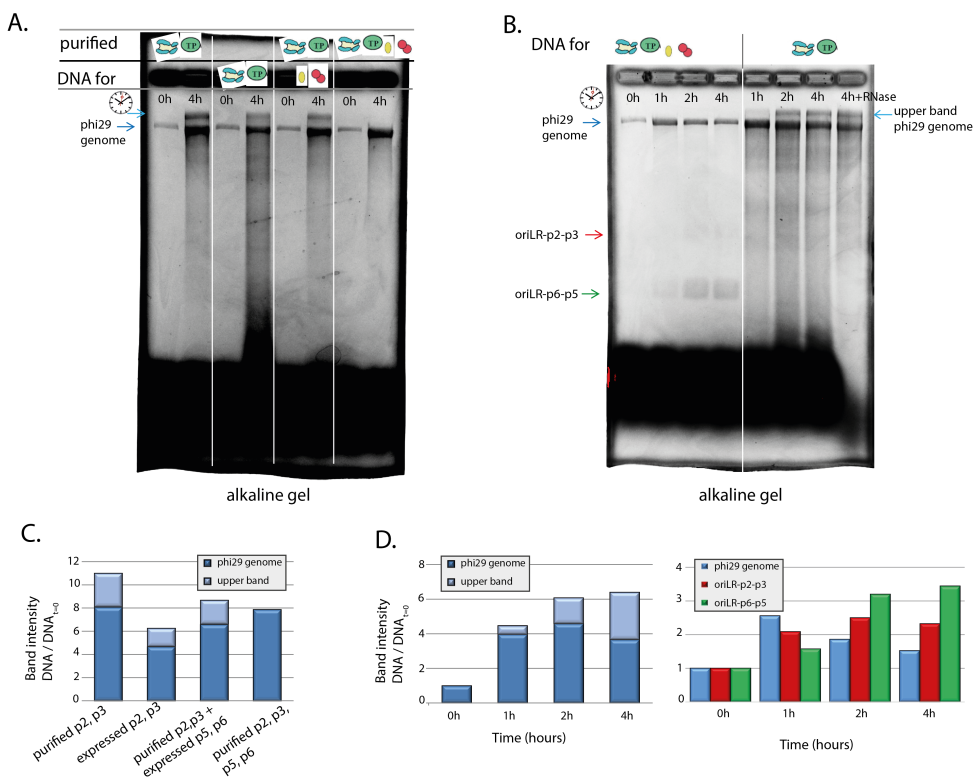 A.
purified
TP
TP
TP
DNA for
TP
0h 4h 0h 4h 0h 4h 0h 4h
phi29
genome
alkaline gel
B.
DNA for
TP
TP
0h 1h 2h 4h 1h 2h 4h 4h+RNase
phi29
genome
upper band
phi29 genome
oriLR-p2-p3
oriLR-p6-p5
alkaline gel
C.
Band intensity
DNA / DNAt=0
12
10
8
6
4
2
0
phi29 genome
upper band
purified p2, p3
expressed p2, p3
purified p2,p3 +
expressed p5, p6
purified p2, p3,
p5, p6
D.
Band intensity
DNA / DNAt=0
8
6
4
2
0
phi29 genome
upper band
0h 1h 2h 4h
Time (hours)
4
3
2
1
0
phi29 genome
oriLR-p2-p3
oriLR-p6-p5
0h 1h 2h 4h
Time (hours)